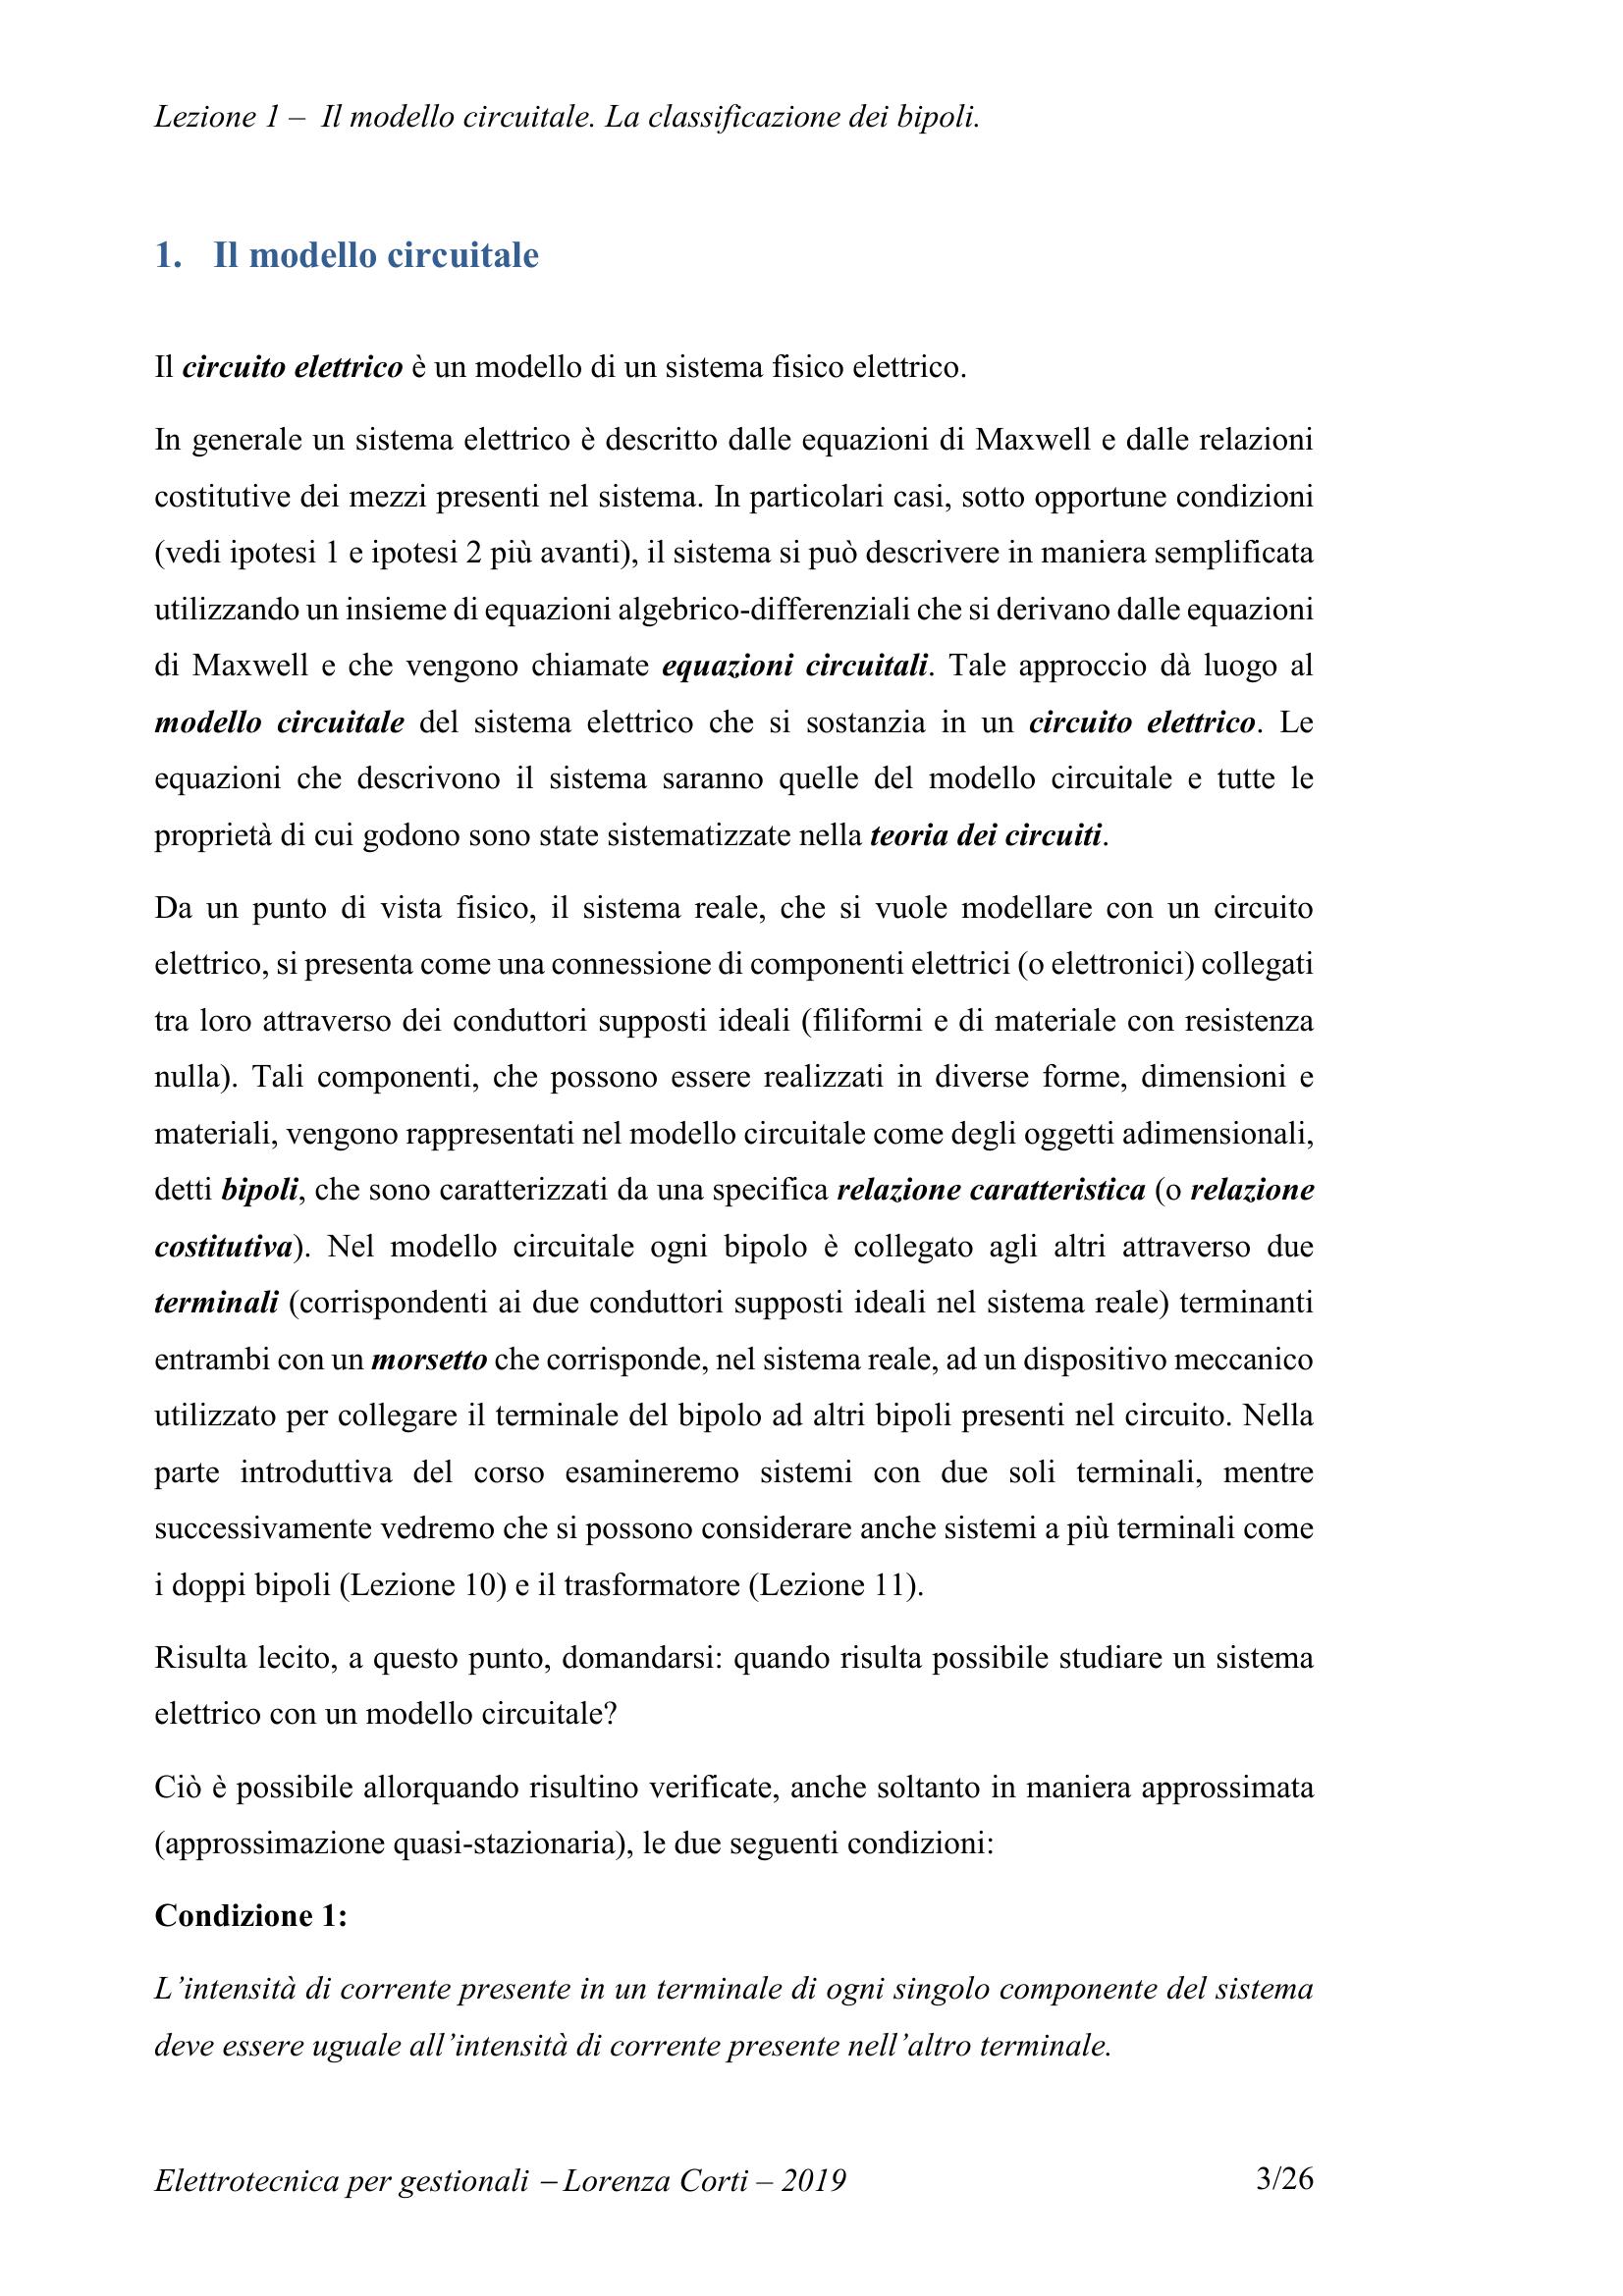 Lezione 1 – Il modello circuitale. La classificazione dei bipoli.
1. Il modello circuitale
Il circuito elettrico è un modello di un sistema fisico elettrico.
In generale un sistema elettrico è descritto dalle equazioni di Maxwell e dalle relazioni
costitutive dei mezzi presenti nel sistema. In particolari casi, sotto opportune condizioni
(vedi ipotesi 1 e ipotesi 2 più avanti), il sistema si può descrivere in maniera semplificata
utilizzando un insieme di equazioni algebrico-differenziali che si derivano dalle equazioni
di Maxwell e che vengono chiamate equazioni circuitali. Tale approccio dà luogo al
modello circuitale del sistema elettrico che si sostanzia in un circuito elettrico. Le
equazioni che descrivono il sistema saranno quelle del modello circuitale e tutte le
proprietà di cui godono sono state sistematizzate nella teoria dei circuiti.
Da un punto di vista fisico, il sistema reale, che si vuole modellare con un circuito
elettrico, si presenta come una connessione di componenti elettrici (o elettronici) collegati
tra loro attraverso dei conduttori supposti ideali (filiformi e di materiale con resistenza
nulla). Tali componenti, che possono essere realizzati in diverse forme, dimensioni e
materiali, vengono rappresentati nel modello circuitale come degli oggetti adimensionali,
detti bipoli, che sono caratterizzati da una specifica relazione caratteristica (o relazione
costitutiva). Nel modello circuitale ogni bipolo è collegato agli altri attraverso due
terminali (corrispondenti ai due conduttori supposti ideali nel sistema reale) terminanti
entrambi con un morsetto che corrisponde, nel sistema reale, ad un dispositivo meccanico
utilizzato per collegare il terminale del bipolo ad altri bipoli presenti nel circuito. Nella
parte introduttiva del corso esamineremo sistemi con due soli terminali, mentre
successivamente vedremo che si possono considerare anche sistemi a più terminali come
i doppi bipoli (Lezione 10) e il trasformatore (Lezione 11).
Risulta lecito, a questo punto, domandarsi: quando risulta possibile studiare un sistema
elettrico con un modello circuitale?
Ciò è possibile allorquando risultino verificate, anche soltanto in maniera approssimata
(approssimazione quasi-stazionaria), le due seguenti condizioni:
Condizione 1:
L’intensità di corrente presente in un terminale di ogni singolo componente del sistema
deve essere uguale all’intensità di corrente presente nell’altro terminale.
Elettrotecnica per gestionali – Lorenza Corti – 2019 3/26